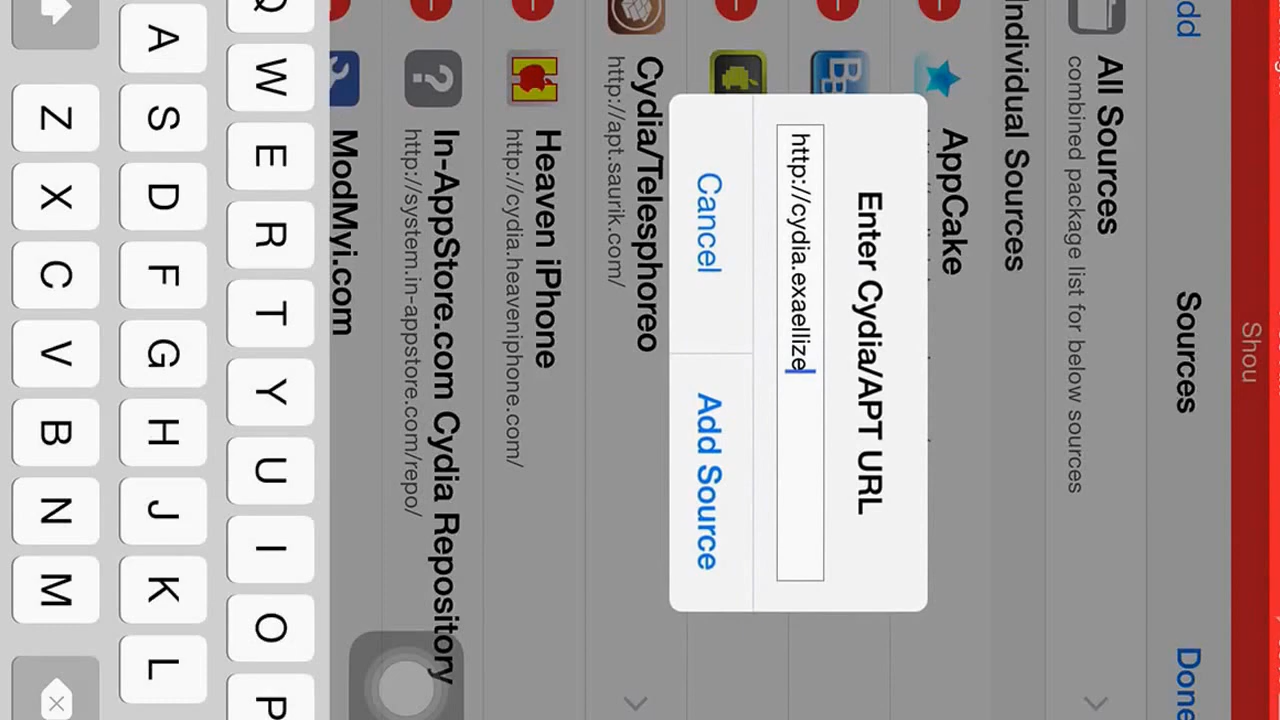 Shou
Add
Sources
Done
All Sources
combined package list for below sources
Individual Sources
AppCake
Enter Cydia/APT URL
http://cydia.exaellize
Cancel
Add Source
Cydia/Telesphoreo
http://apt.saurik.com/
Heaven iPhone
http://cydia.heaveniphone.com/
In-AppStore.com Cydia Repository
http://system.in-appstore.com/repo/
ModMyi.com
Q W E R T Y U I O P
A S D F G H J K L
Z X C V B N M